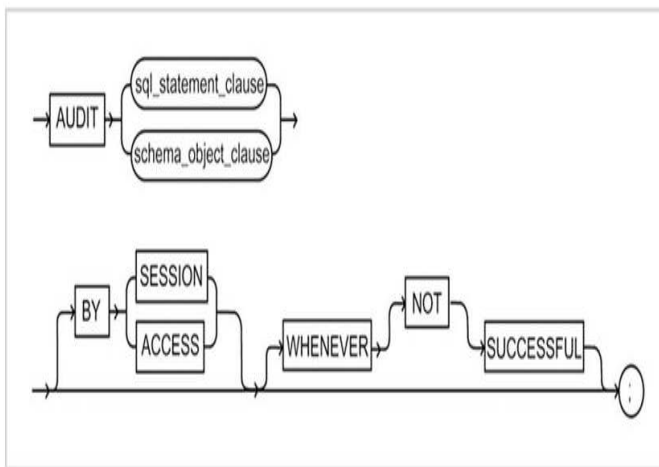 sql_statement_clause
AUDIT
schema_object_clause
SESSION
BY
ACCESS
NOT
WHENEVER
SUCCESSFUL
;